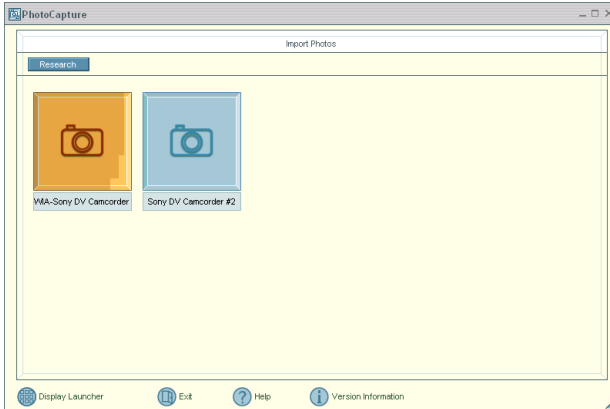 PhotoCapture
Import Photos
Research
WIA-Sony DV Camcorder
Sony DV Camcorder #2
Display Launcher
Exit
? Help
i Version Information